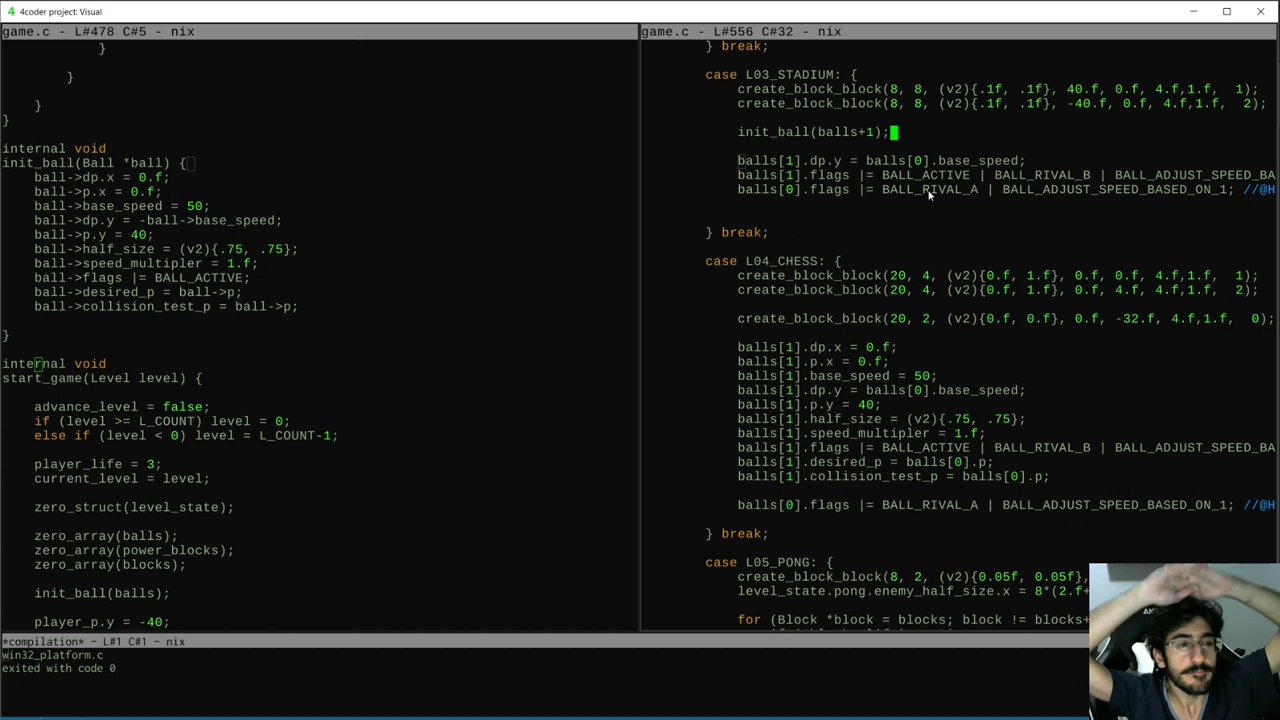 4coder project: Visual
game.c - L#478 C#5 - nix
}
}
}
}
internal void
init_ball(Ball *ball) {
ball->dp.x = 0.f;
ball->p.x = 0.f;
ball->base_speed = 50;
ball->dp.y = -ball->base_speed;
ball->p.y = 40;
ball->half_size = (v2){.75, .75};
ball->speed_multipler = 1.f;
ball->flags |= BALL_ACTIVE;
ball->desired_p = ball->p;
ball->collision_test_p = ball->p;
}
internal void
start_game(Level level) {
advance_level = false;
if (level >= L_COUNT) level = 0;
else if (level < 0) level = L_COUNT-1;
player_life = 3;
current_level = level;
zero_struct(level_state);
zero_array(balls);
zero_array(power_blocks);
zero_array(blocks);
init_ball(balls);
player_p.y = -40;
game.c - L#556 C#32 - nix
} break;
case L03_STADIUM: {
create_block_block(8, 8, (v2){.1f, .1f}, 40.f, 0.f, 4.f,1.f, 1);
create_block_block(8, 8, (v2){.1f, .1f}, -40.f, 0.f, 4.f,1.f, 2);
init_ball(balls+1);
balls[1].dp.y = balls[0].base_speed;
balls[1].flags |= BALL_ACTIVE | BALL_RIVAL_B | BALL_ADJUST_SPEED_BA
balls[0].flags |= BALL_RIVAL_A | BALL_ADJUST_SPEED_BASED_ON_1; //@H
} break;
case L04_CHESS: {
create_block_block(20, 4, (v2){0.f, 1.f}, 0.f, 0.f, 4.f,1.f, 1);
create_block_block(20, 4, (v2){0.f, 1.f}, 0.f, 4.f, 4.f,1.f, 2);
create_block_block(20, 2, (v2){0.f, 0.f}, 0.f, -32.f, 4.f,1.f, 0);
balls[1].dp.x = 0.f;
balls[1].p.x = 0.f;
balls[1].base_speed = 50;
balls[1].dp.y = balls[0].base_speed;
balls[1].p.y = 40;
balls[1].half_size = (v2){.75, .75};
balls[1].speed_multipler = 1.f;
balls[1].flags |= BALL_ACTIVE | BALL_RIVAL_B | BALL_ADJUST_SPEED_BA
balls[1].desired_p = balls[0].p;
balls[1].collision_test_p = balls[0].p;
balls[0].flags |= BALL_RIVAL_A | BALL_ADJUST_SPEED_BASED_ON_1; //@H
} break;
case L05_PONG: {
create_block_block(8, 2, (v2){0.05f, 0.05f},
level_state.pong.enemy_half_size.x = 8*(2.f+
for (Block *block = blocks; block != blocks+
*compilation* - L#1 C#1 - nix
win32_platform.c
exited with code 0